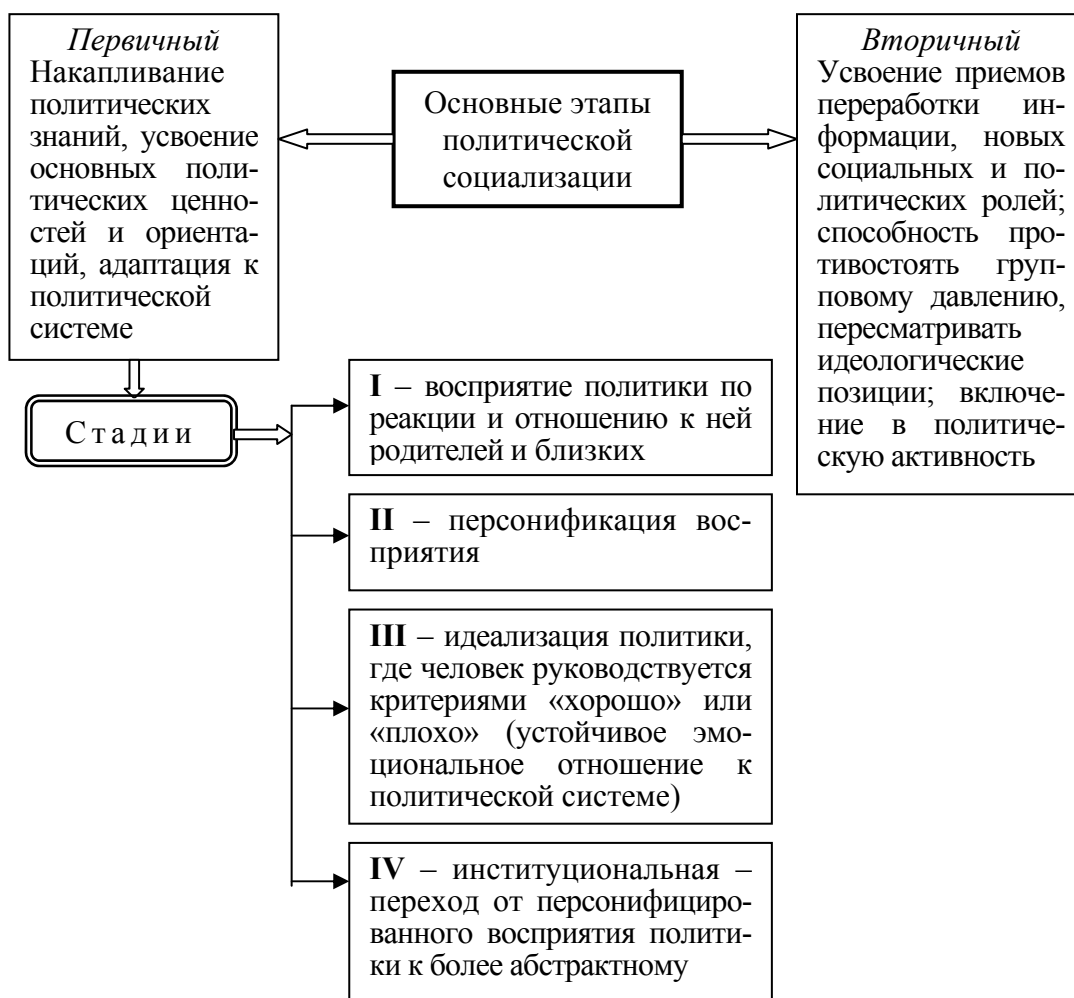 Первичный
Накапливание
политических
знаний, усвоение
основных поли-
тических ценно-
стей и ориента-
ций, адаптация к
политической
системе
Основные этапы
политической
социализации
Вторичный
Усвоение приемов
переработки ин-
формации, новых
социальных и по-
литических ролей;
способность про-
тивостоять груп-
повому давлению,
пересматривать
идеологические
позиции; включе-
ние в политиче-
скую активность
Стадии
I – восприятие политики по
реакции и отношению к ней
родителей и близких
II – персонификация вос-
приятия
III – идеализация политики,
где человек руководствуется
критериями «хорошо» или
«плохо» (устойчивое эмо-
циональное отношение к
политической системе)
IV – институциональная –
переход от персонифициро-
ванного восприятия полити-
ки к более абстрактному